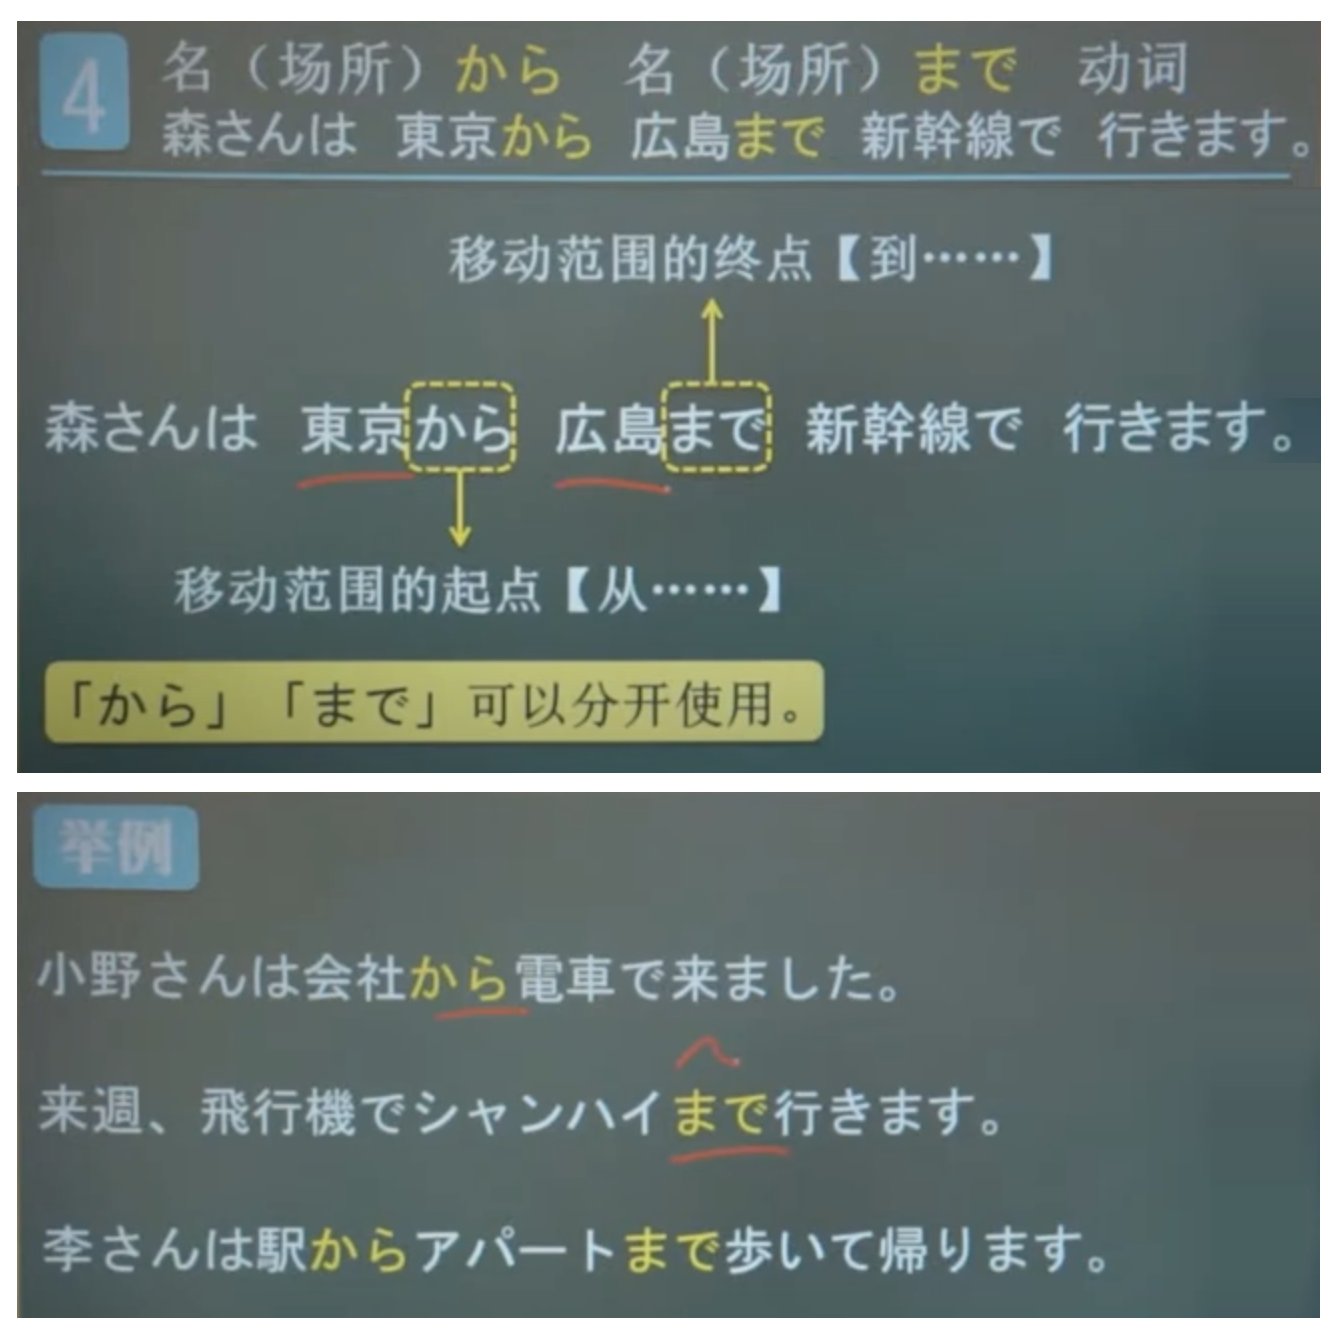 4
名（场所）から　名（场所）まで　动词
森さんは　東京から　広島まで　新幹線で　行きます。
移动范围的终点【到……】
森さんは　東京から　広島まで　新幹線で　行きます。
移动范围的起点【从……】
「から」「まで」可以分开使用。
举例
小野さんは会社から電車で来ました。
へ
来週、飛行機でシャンハイまで行きます。
李さんは駅からアパートまで歩いて帰ります。